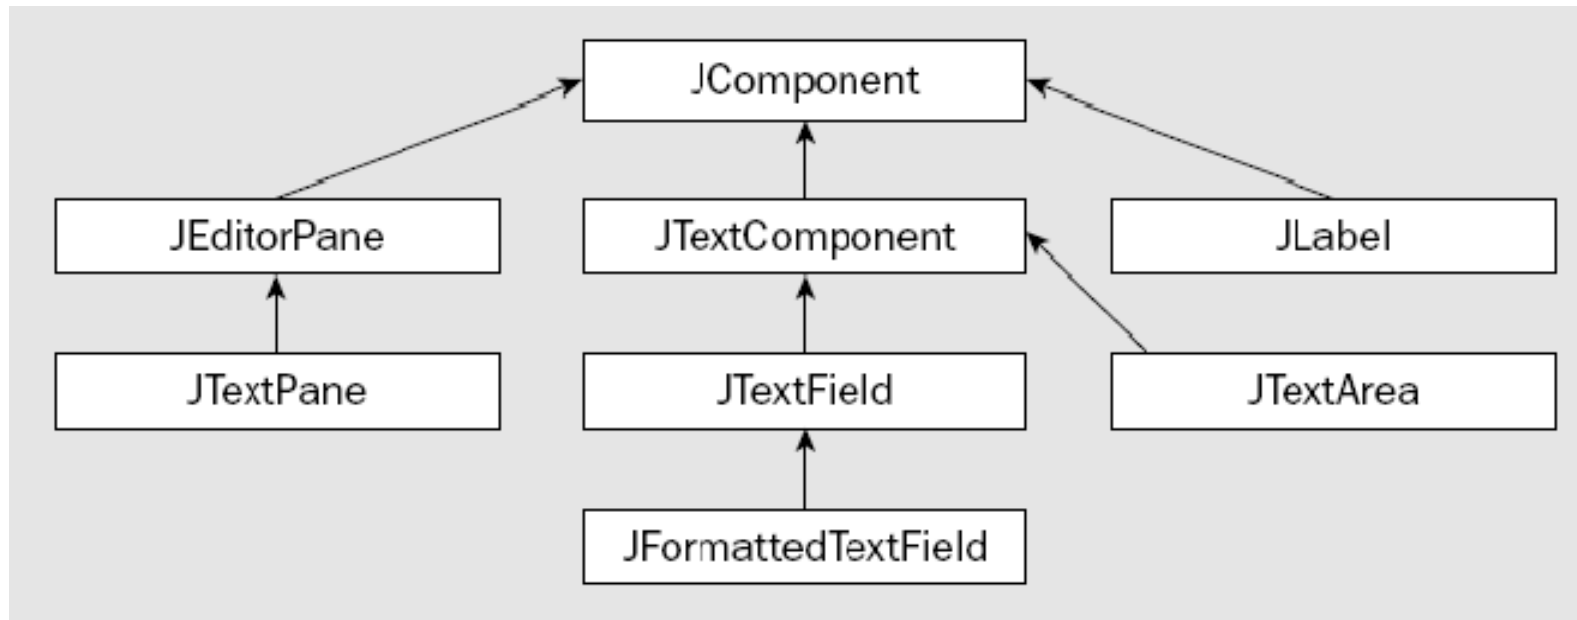 JComponent
JEditorPane
JTextComponent
JLabel
JTextPane
JTextField
JTextArea
JFormattedTextField